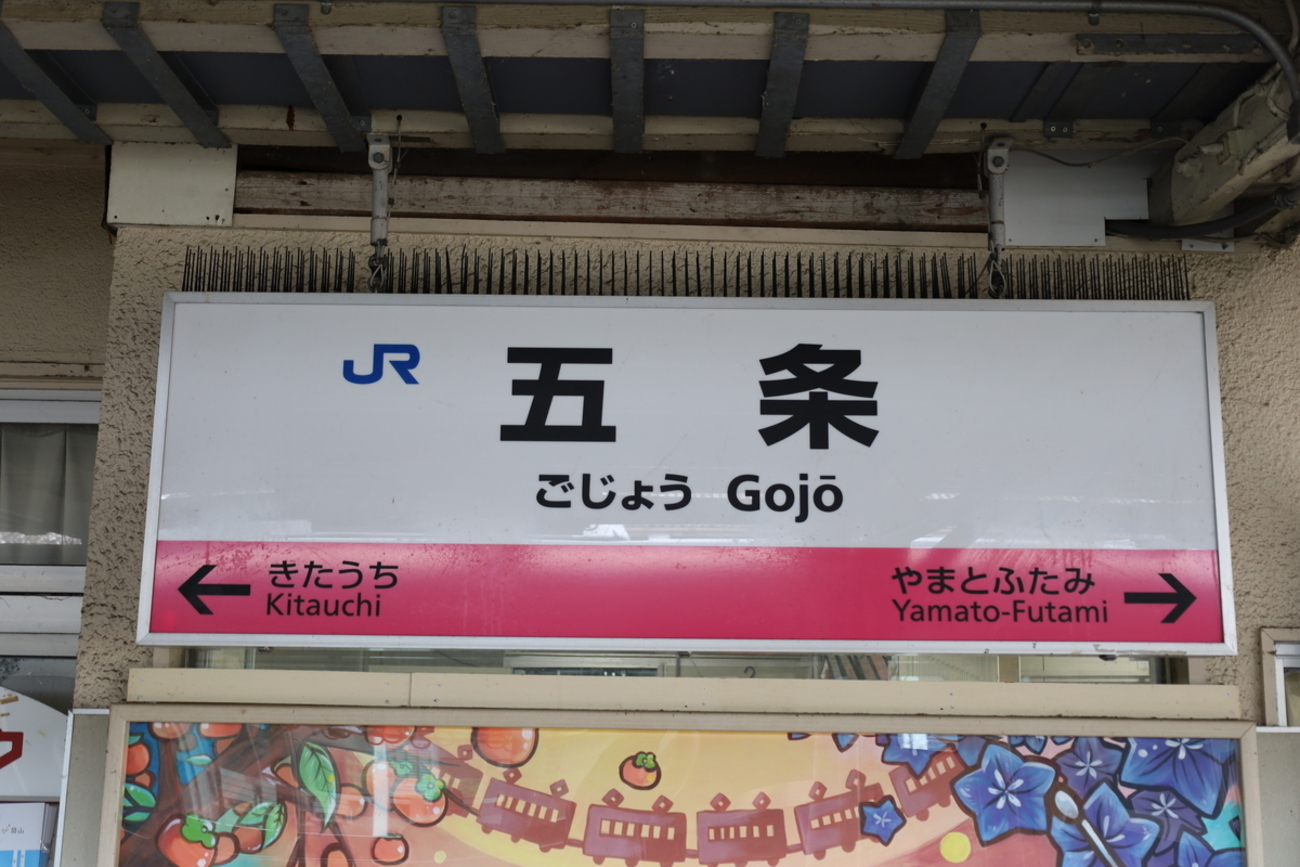 JR 五条
ごじょう Gojō
← きたうち
Kitauchi
やまとふたみ →
Yamato-Futami
2